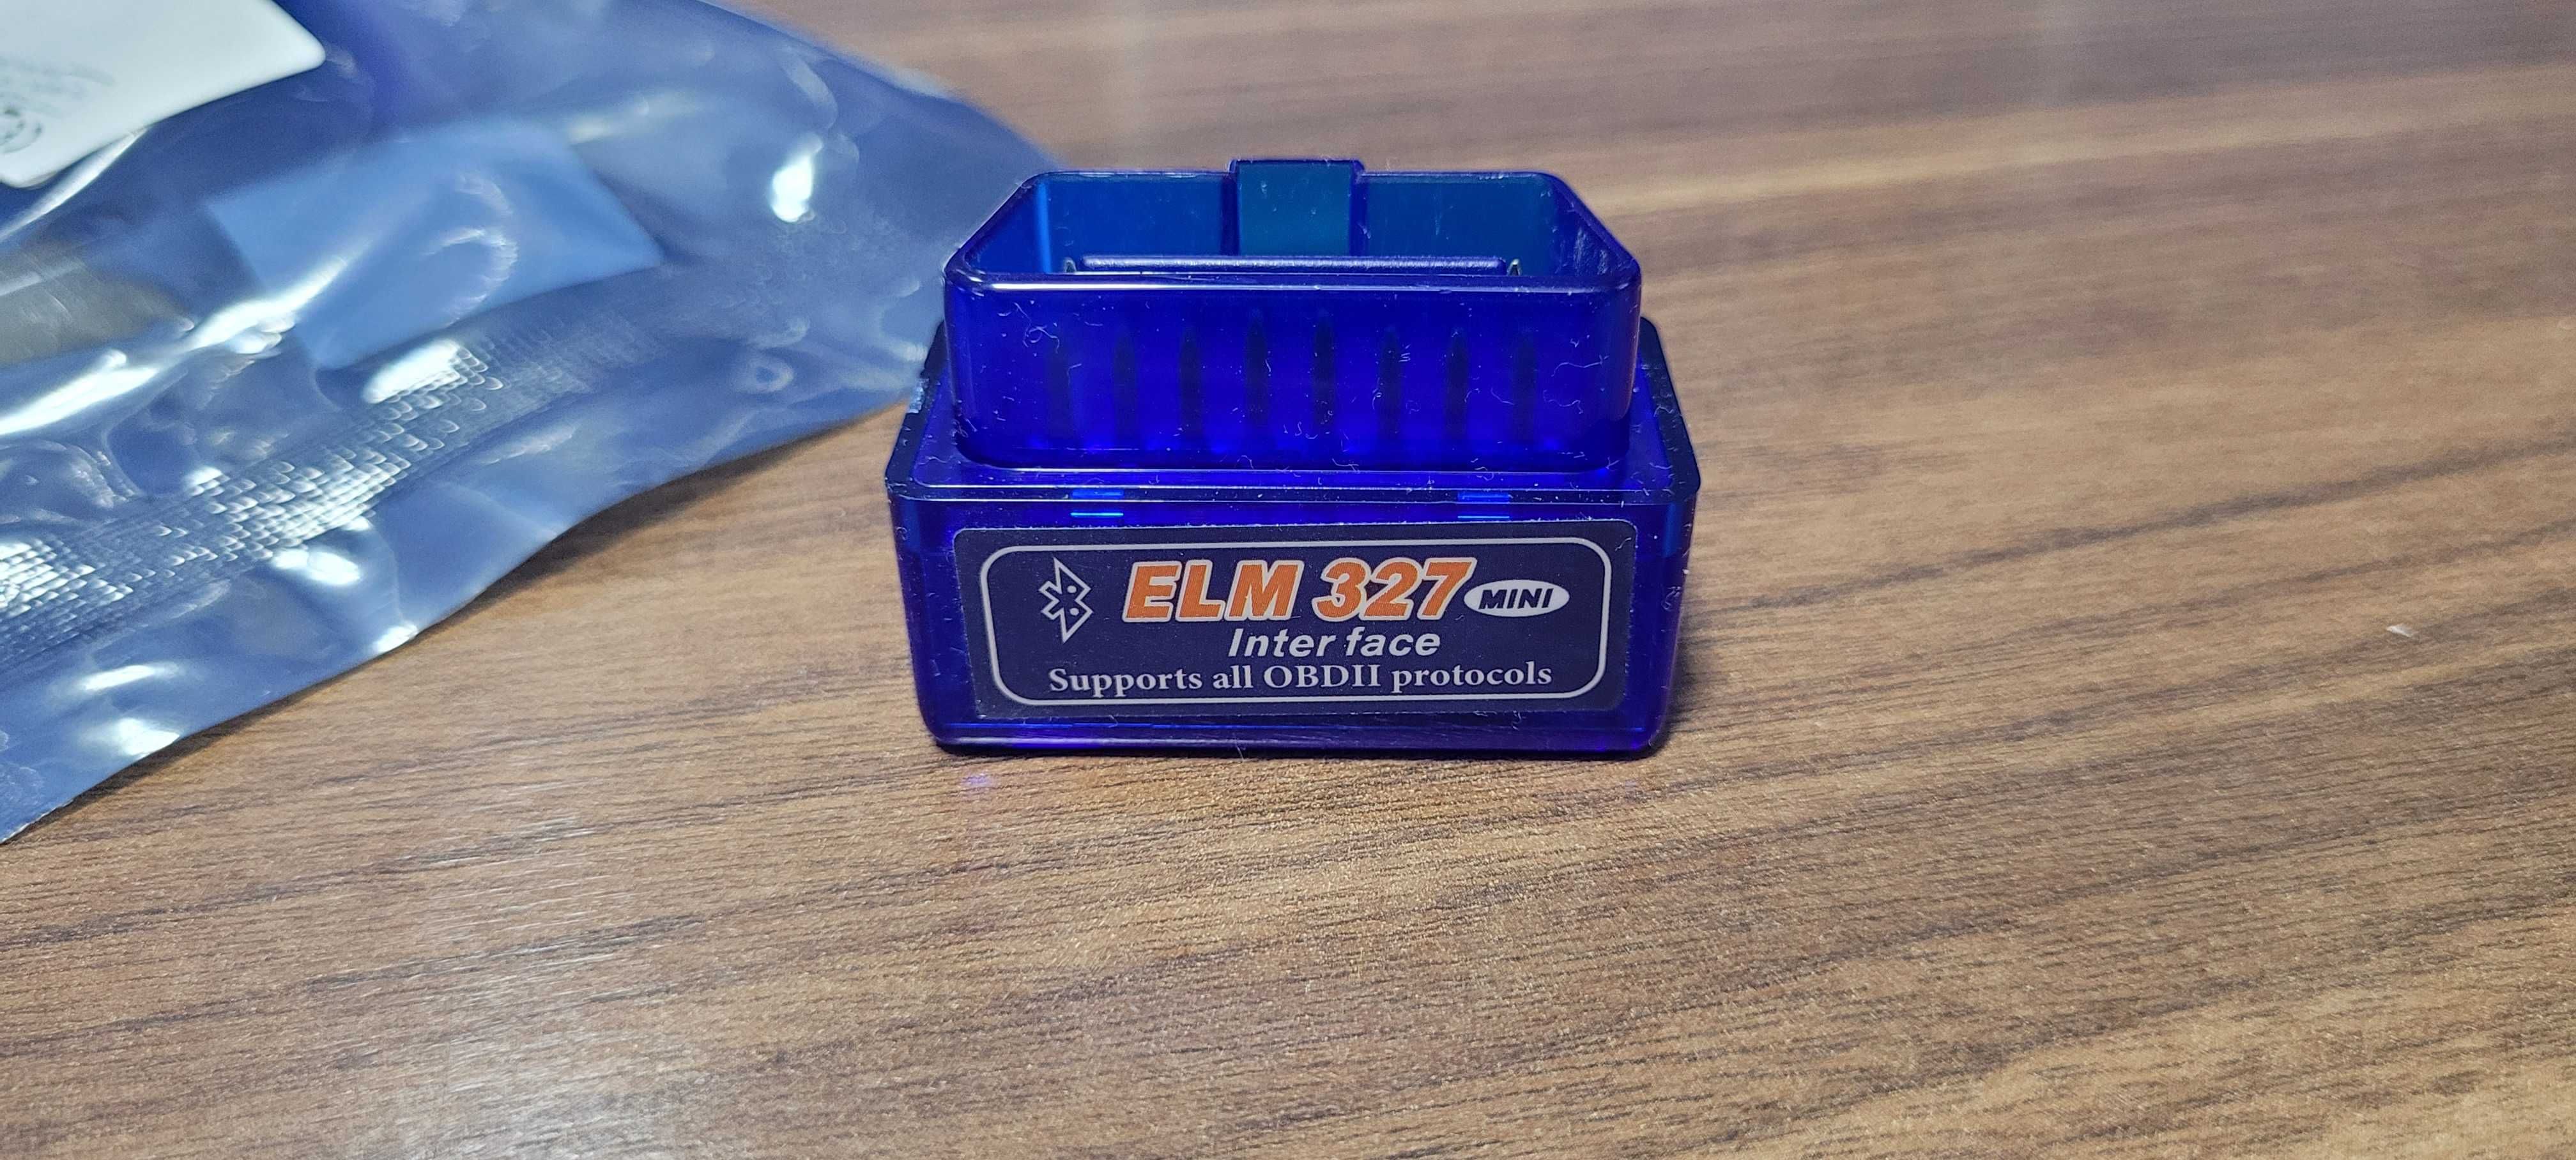 ELM 327 MINI
Inter face
Supports all OBDII protocols